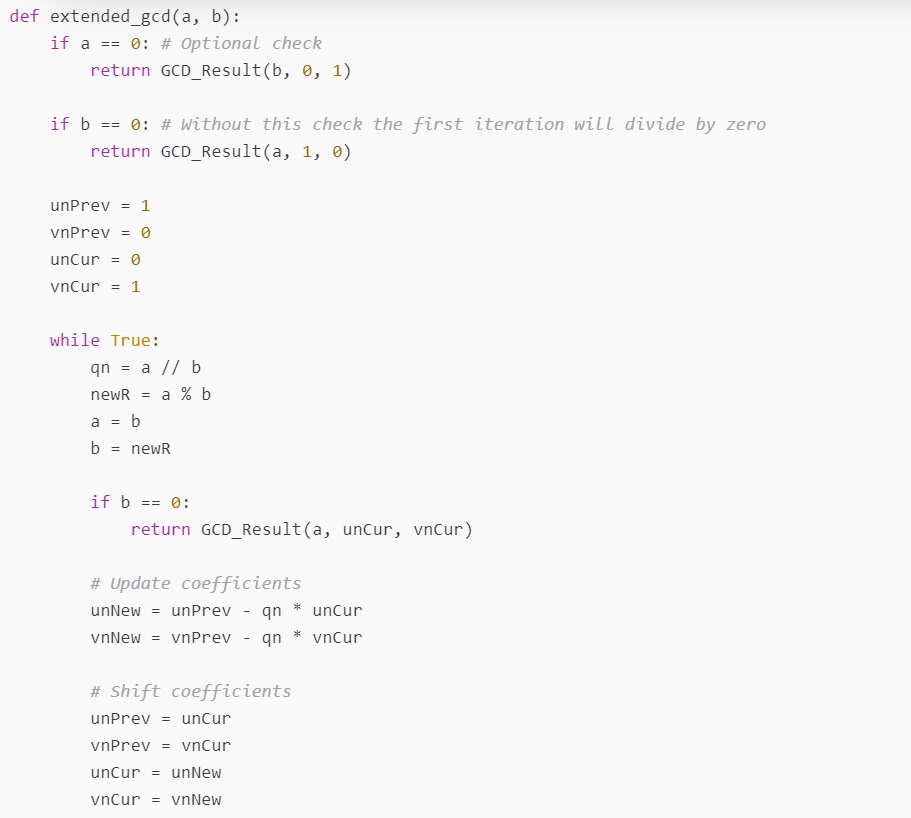 def extended_gcd(a, b):
    if a == 0: # Optional check
        return GCD_Result(b, 0, 1)

    if b == 0: # Without this check the first iteration will divide by zero
        return GCD_Result(a, 1, 0)

    unPrev = 1
    vnPrev = 0
    unCur = 0
    vnCur = 1

    while True:
        qn = a // b
        newR = a % b
        a = b
        b = newR

        if b == 0:
            return GCD_Result(a, unCur, vnCur)

        # Update coefficients
        unNew = unPrev - qn * unCur
        vnNew = vnPrev - qn * vnCur

        # Shift coefficients
        unPrev = unCur
        vnPrev = vnCur
        unCur = unNew
        vnCur = vnNew